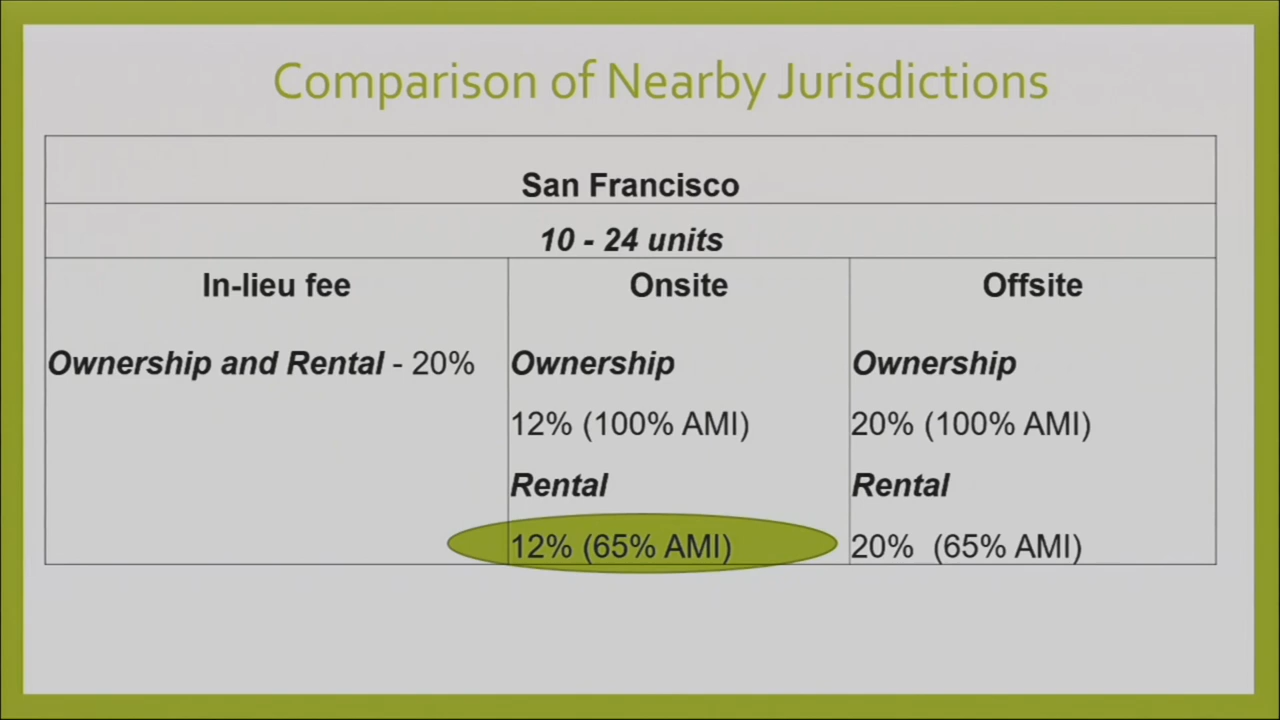 Comparison of Nearby Jurisdictions
San Francisco
10 - 24 units
In-lieu fee
Onsite
Offsite
Ownership and Rental - 20%
Ownership
Ownership
12% (100% AMI)
20% (100% AMI)
Rental
Rental
12% (65% AMI)
20% (65% AMI)